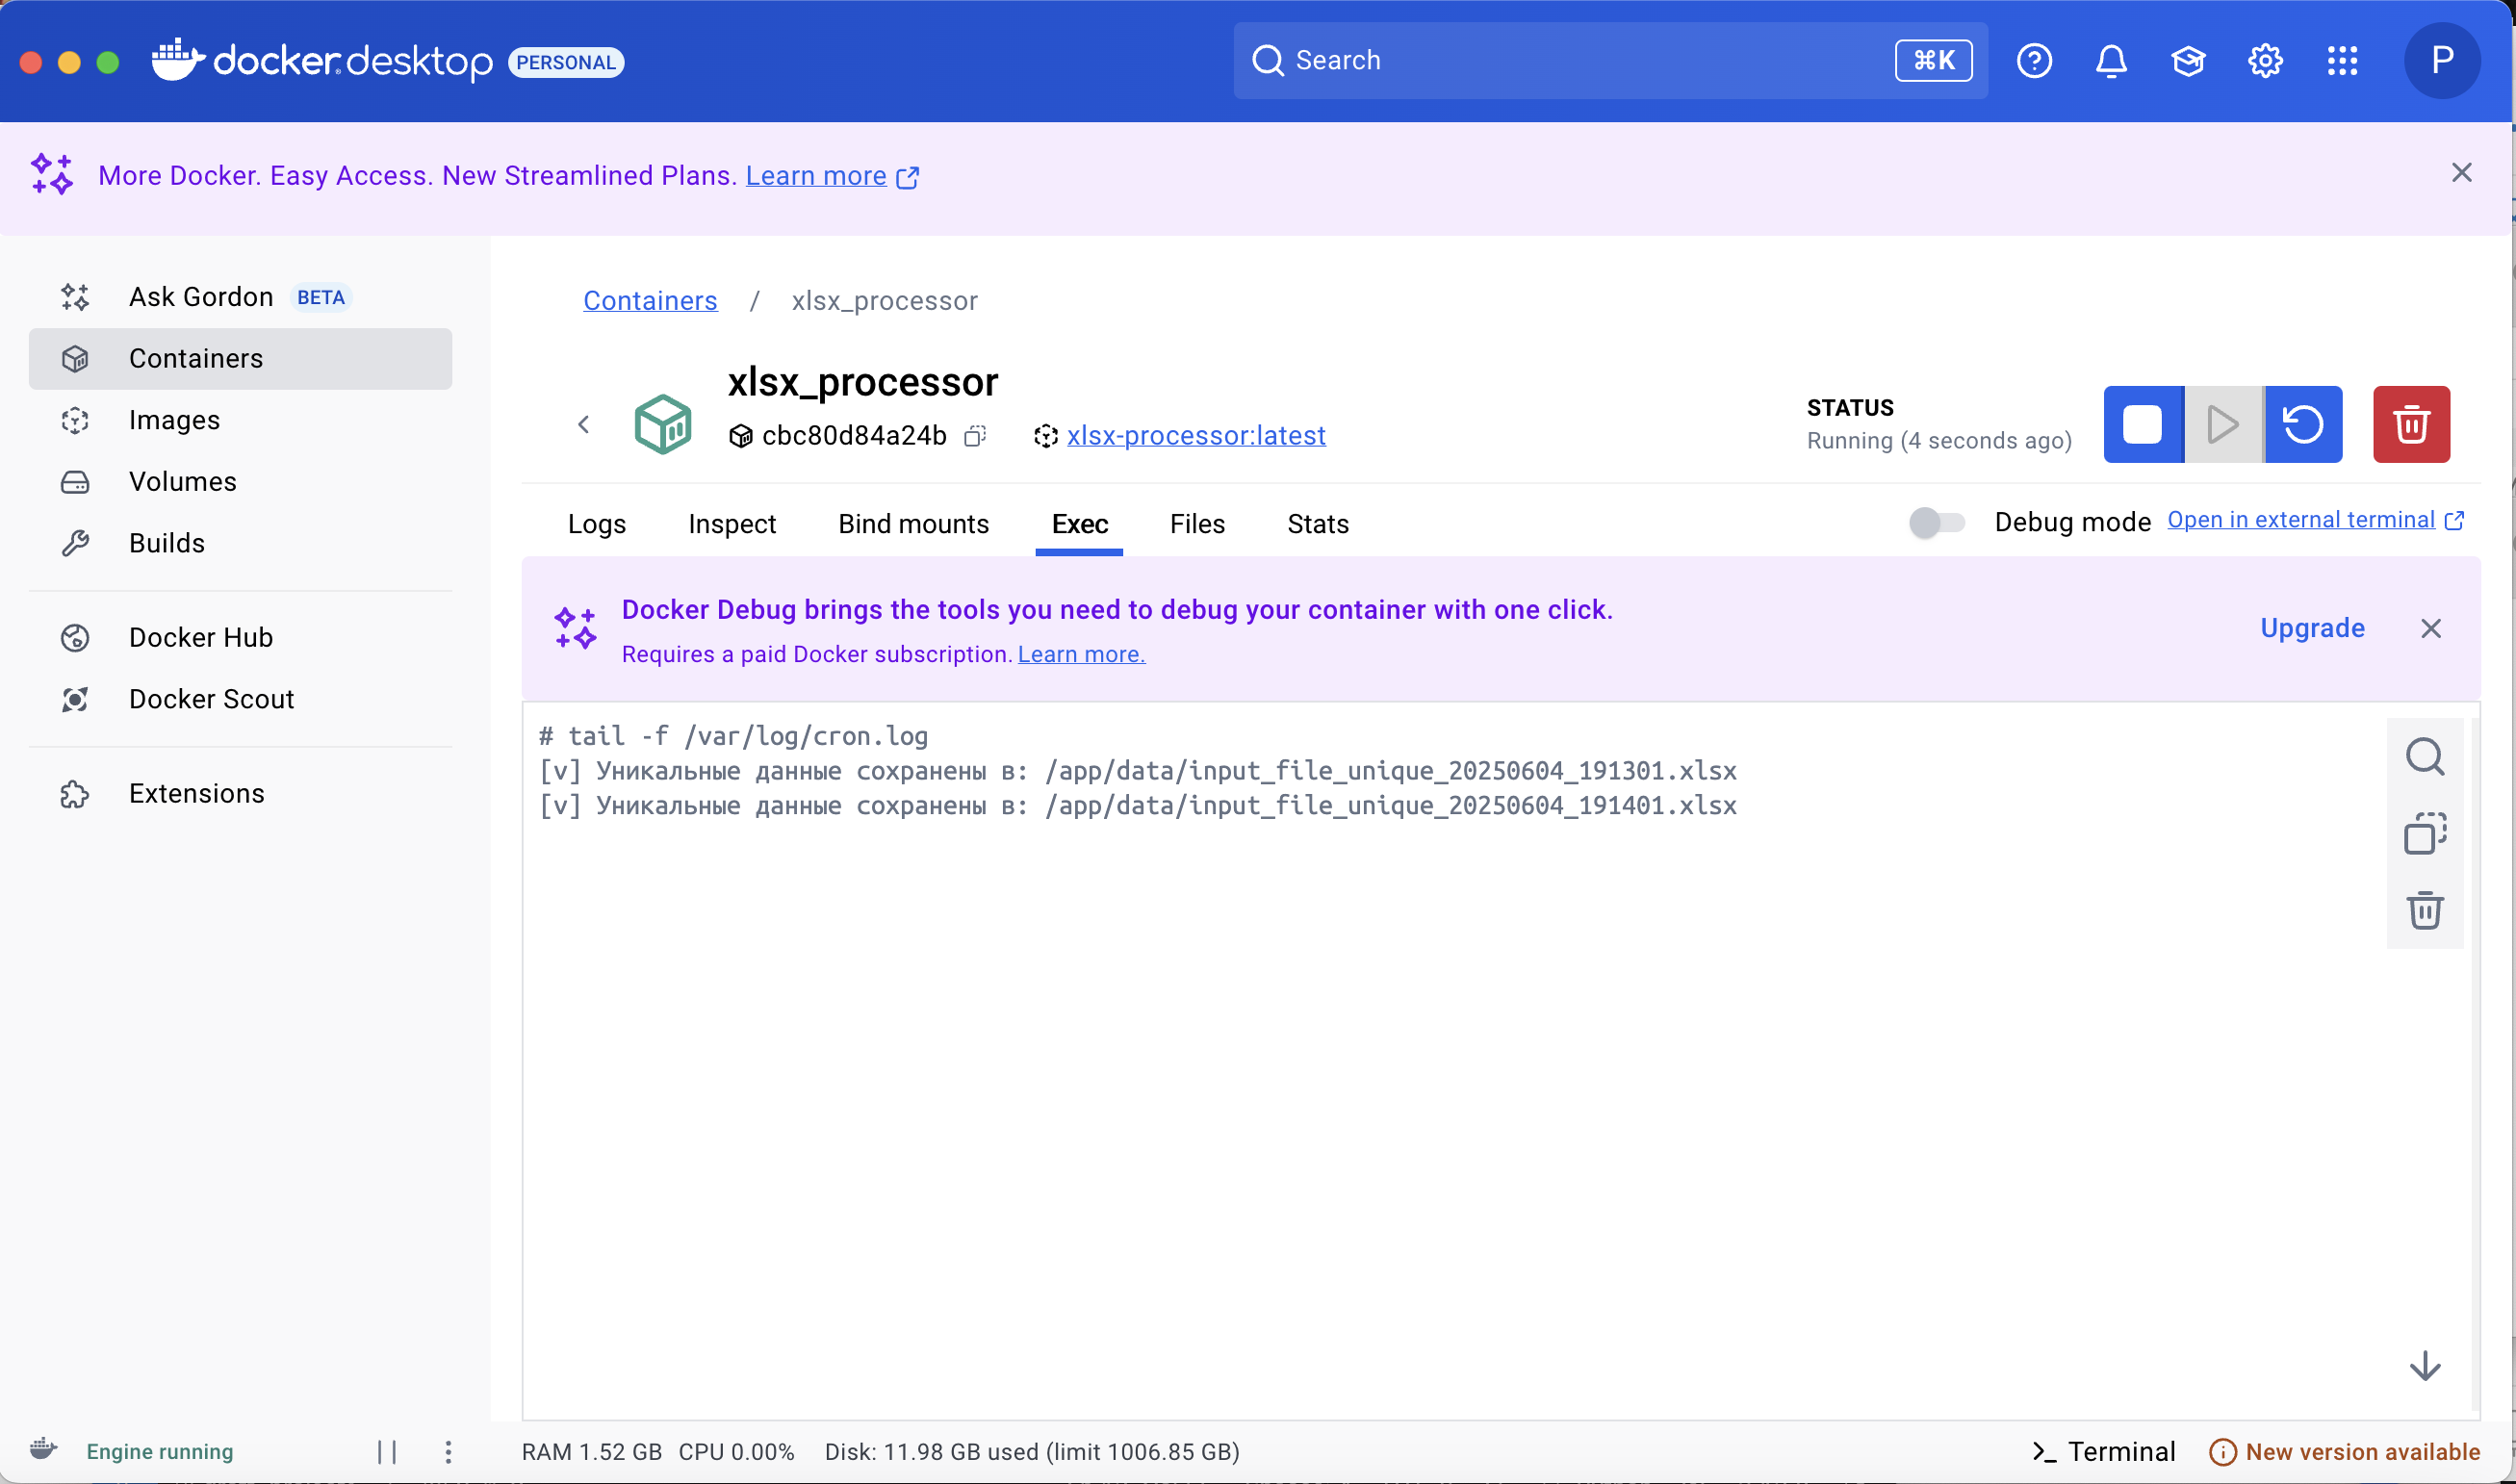 docker desktop PERSONAL
Search
⌘K
P
More Docker. Easy Access. New Streamlined Plans. Learn more
Ask Gordon BETA
Containers
Images
Volumes
Builds
Docker Hub
Docker Scout
Extensions
Containers / xlsx_processor
xlsx_processor
cbc80d84a24b
xlsx-processor:latest
STATUS
Running (4 seconds ago)
Logs
Inspect
Bind mounts
Exec
Files
Stats
Debug mode
Open in external terminal
Docker Debug brings the tools you need to debug your container with one click.
Requires a paid Docker subscription. Learn more.
Upgrade
# tail -f /var/log/cron.log
[v] Уникальные данные сохранены в: /app/data/input_file_unique_20250604_191301.xlsx
[v] Уникальные данные сохранены в: /app/data/input_file_unique_20250604_191401.xlsx
Engine running
RAM 1.52 GB CPU 0.00%
Disk: 11.98 GB used (limit 1006.85 GB)
Terminal
New version available